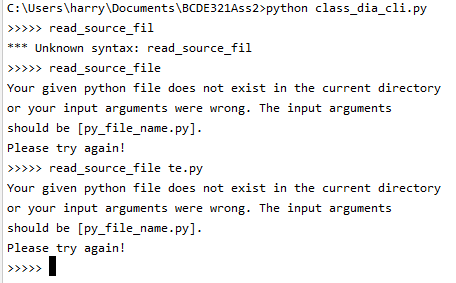 C:\Users\harry\Documents\BCDE321Ass2>python class_dia_cli.py
>>>>> read_source_fil
*** Unknown syntax: read_source_fil
>>>>> read_source_file
Your given python file does not exist in the current directory
or your input arguments were wrong. The input arguments
should be [py_file_name.py].
Please try again!
>>>>> read_source_file te.py
Your given python file does not exist in the current directory
or your input arguments were wrong. The input arguments
should be [py_file_name.py].
Please try again!
>>>>>